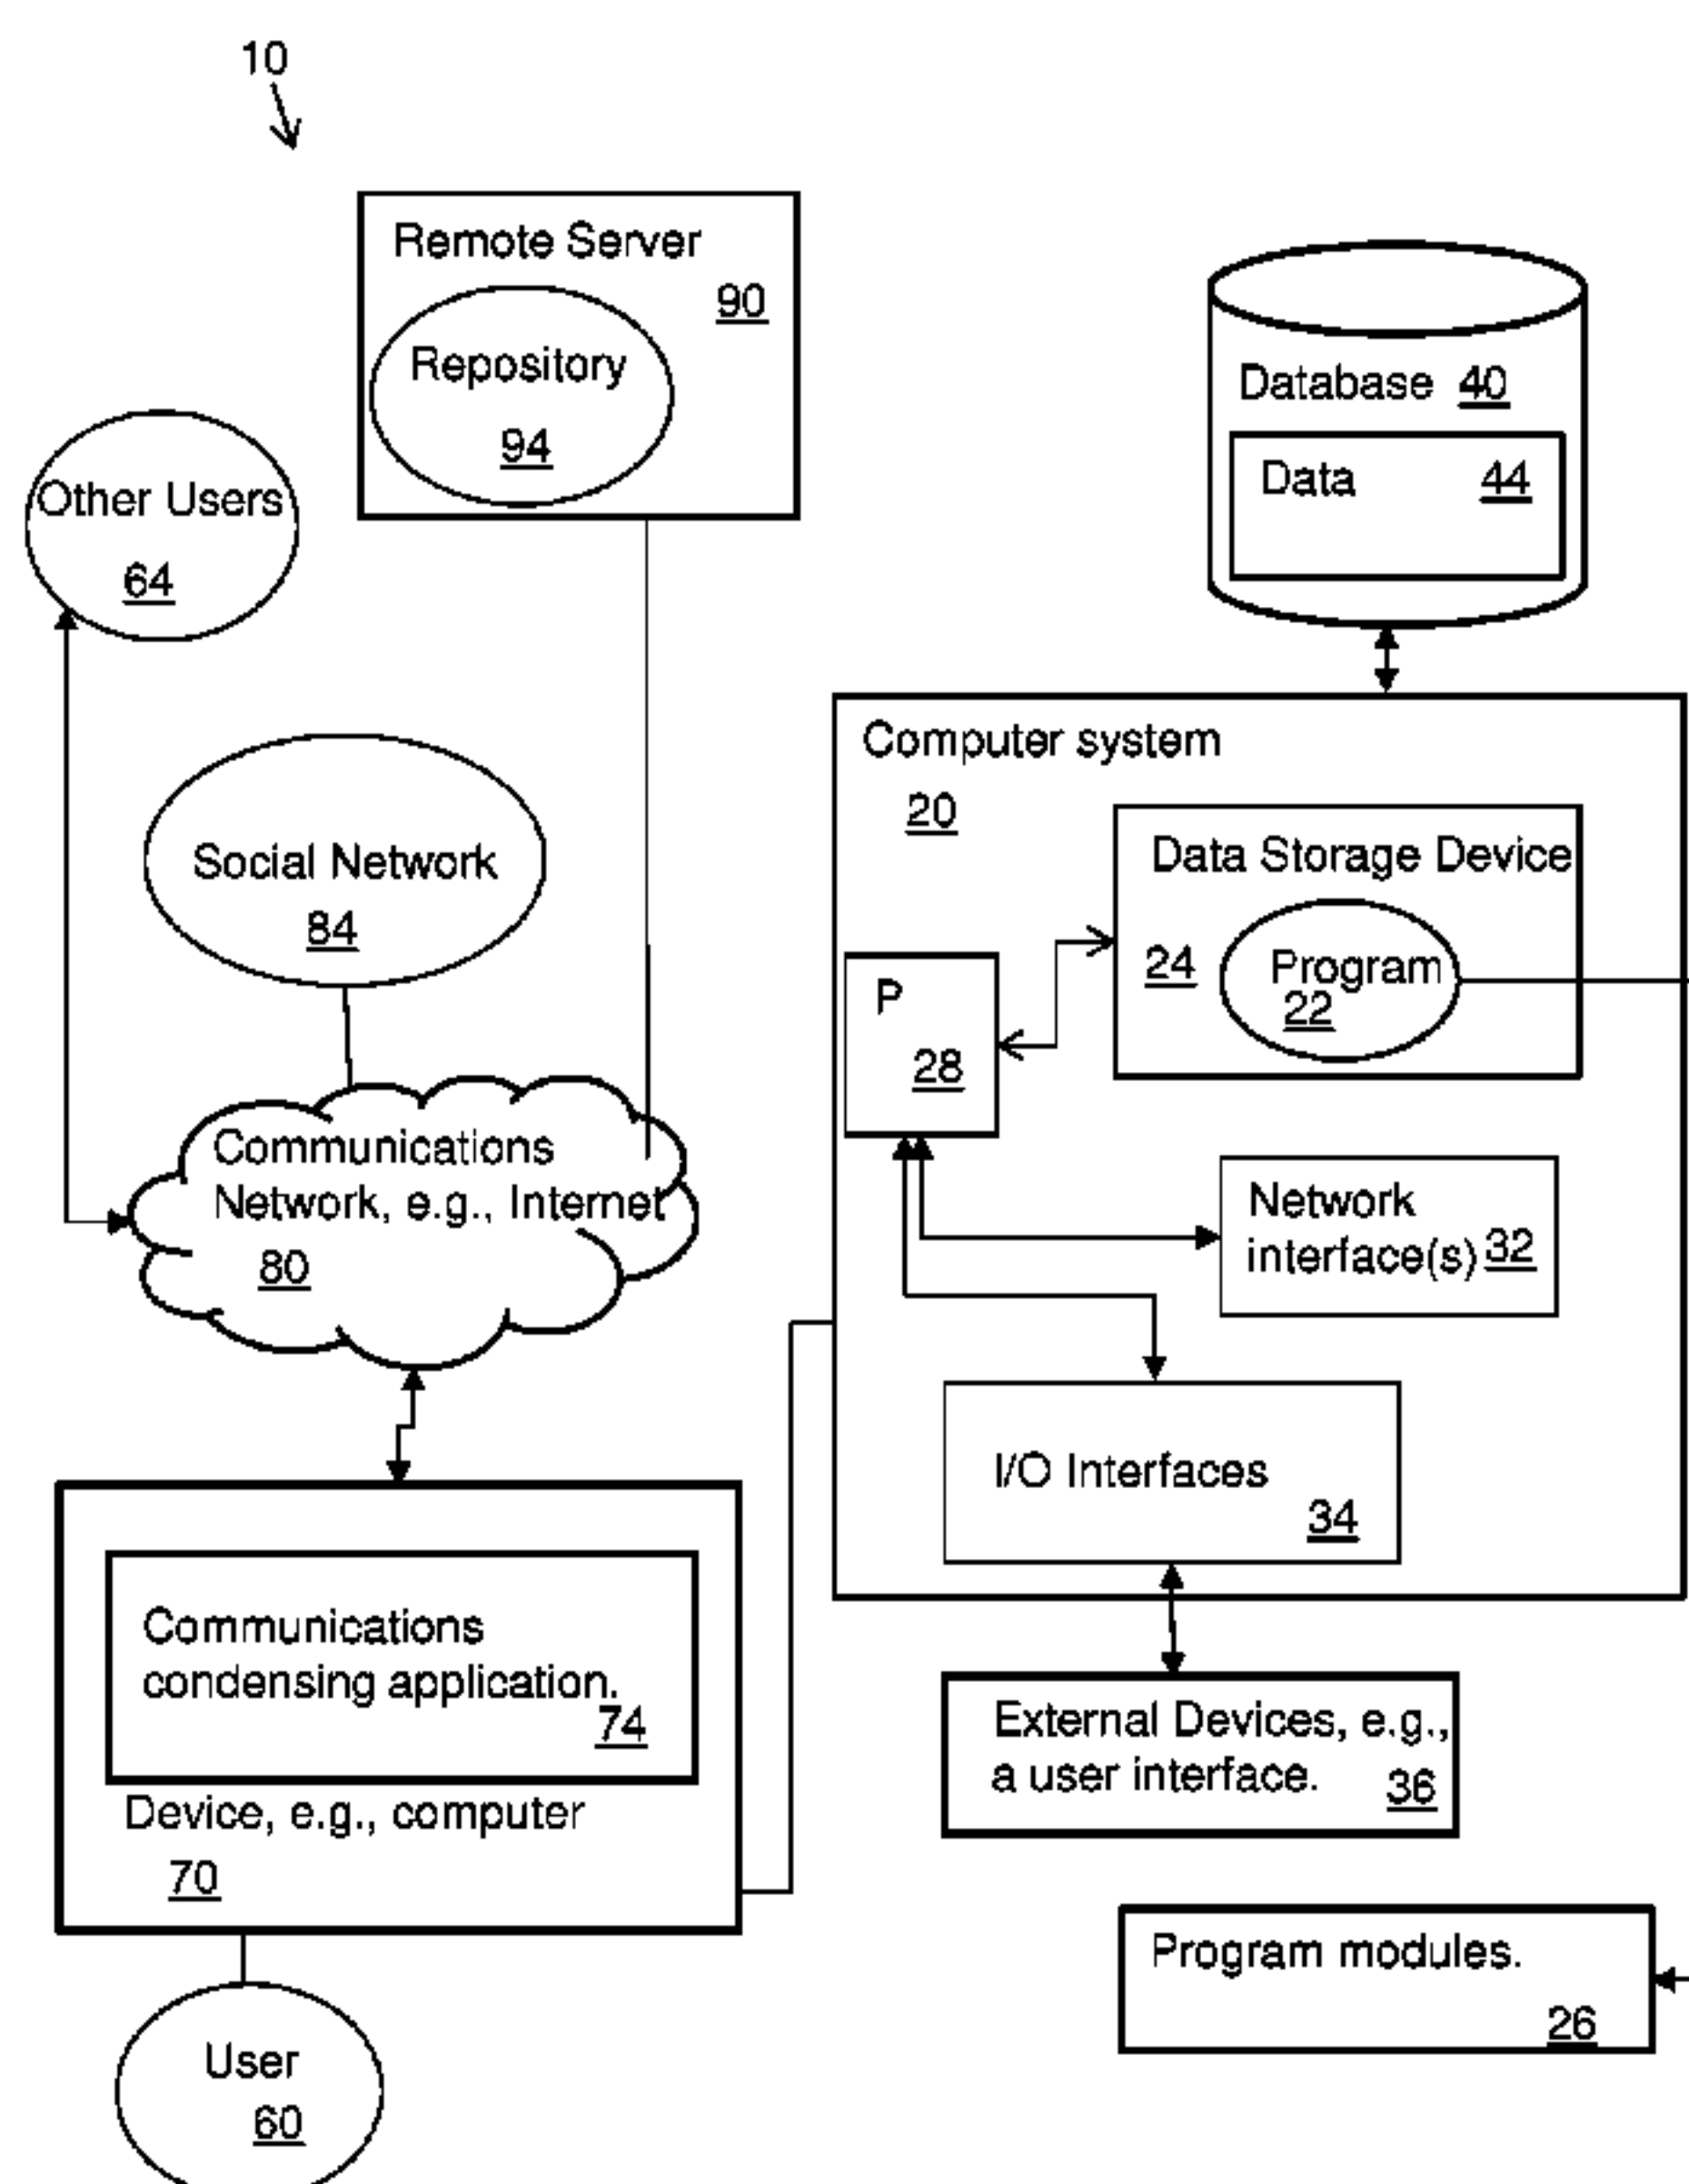 10
Remote Server
90
Repository
94
Other Users
64
Database 40
Data 44
Social Network
84
Computer system
20
Data Storage Device
24
Program
22
P
28
Communications
Network, e.g., Internet
80
Network
interface(s) 32
I/O Interfaces
34
Communications
condensing application.
74
Device, e.g., computer
70
External Devices, e.g.,
a user interface.
36
Program modules.
26
User
60